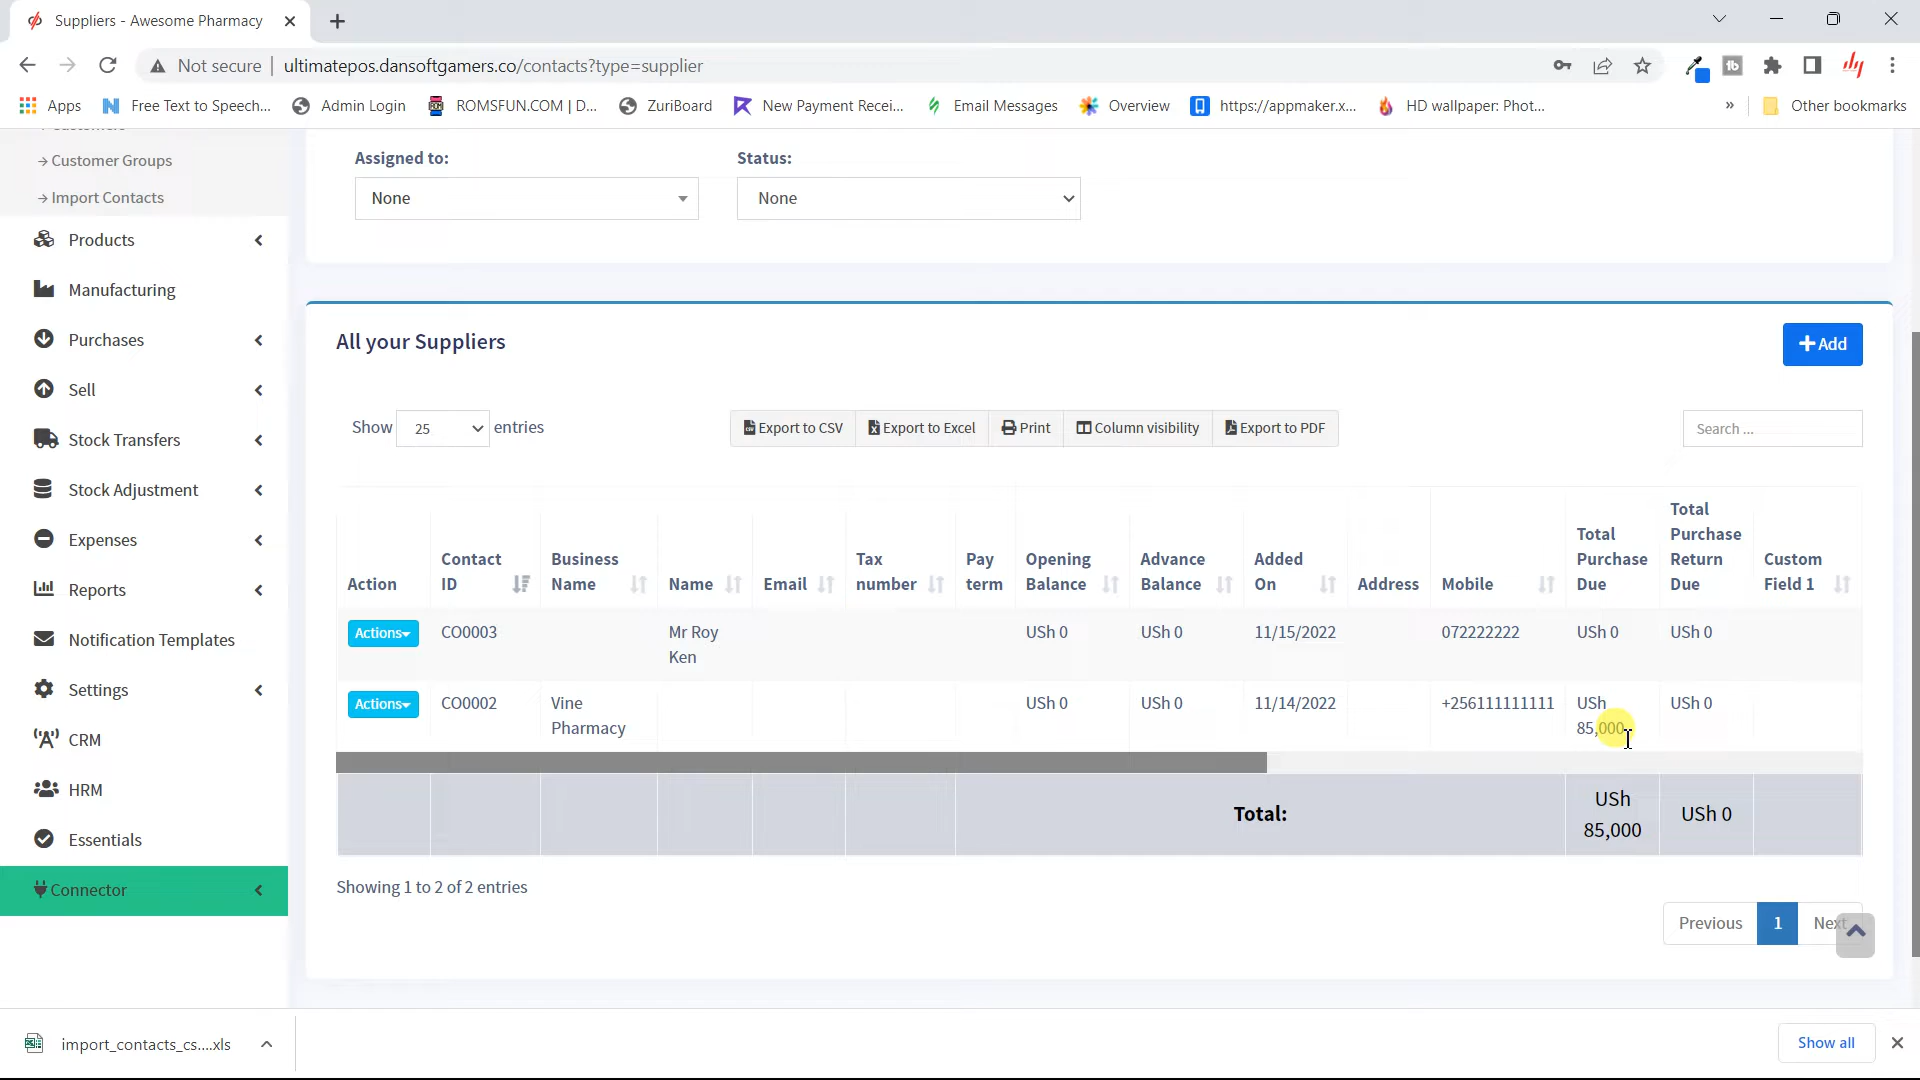 Suppliers - Awesome Pharmacy
Not secure
ultimatepos.dansoftgamers.co/contacts?type=supplier
Apps
Free Text to Speech...
Admin Login
ROMSFUN.COM | D...
ZuriBoard
New Payment Recei...
Email Messages
Overview
https://appmaker.x...
HD wallpaper: Phot...
»
Other bookmarks
→ Customers
→ Customer Groups
→ Import Contacts
Products
Manufacturing
Purchases
Sell
Stock Transfers
Stock Adjustment
Expenses
Reports
Notification Templates
Settings
CRM
HRM
Essentials
Connector
Assigned to:
None
Status:
None
All your Suppliers
+ Add
Show 25 entries
Export to CSV
Export to Excel
Print
Column visibility
Export to PDF
Search ...
Action
Contact ID
Business Name
Name
Email
Tax number
Pay term
Opening Balance
Advance Balance
Added On
Address
Mobile
Total Purchase Due
Total Purchase Return Due
Custom Field 1
Actions CO0003 Mr Roy Ken USh 0 USh 0 11/15/2022 072222222 USh 0 USh 0
Actions CO0002 Vine Pharmacy USh 0 USh 0 11/14/2022 +256111111111 USh 85,000 USh 0
Total: USh 85,000 USh 0
Showing 1 to 2 of 2 entries
Previous 1 Next
import_contacts_cs....xls
Show all